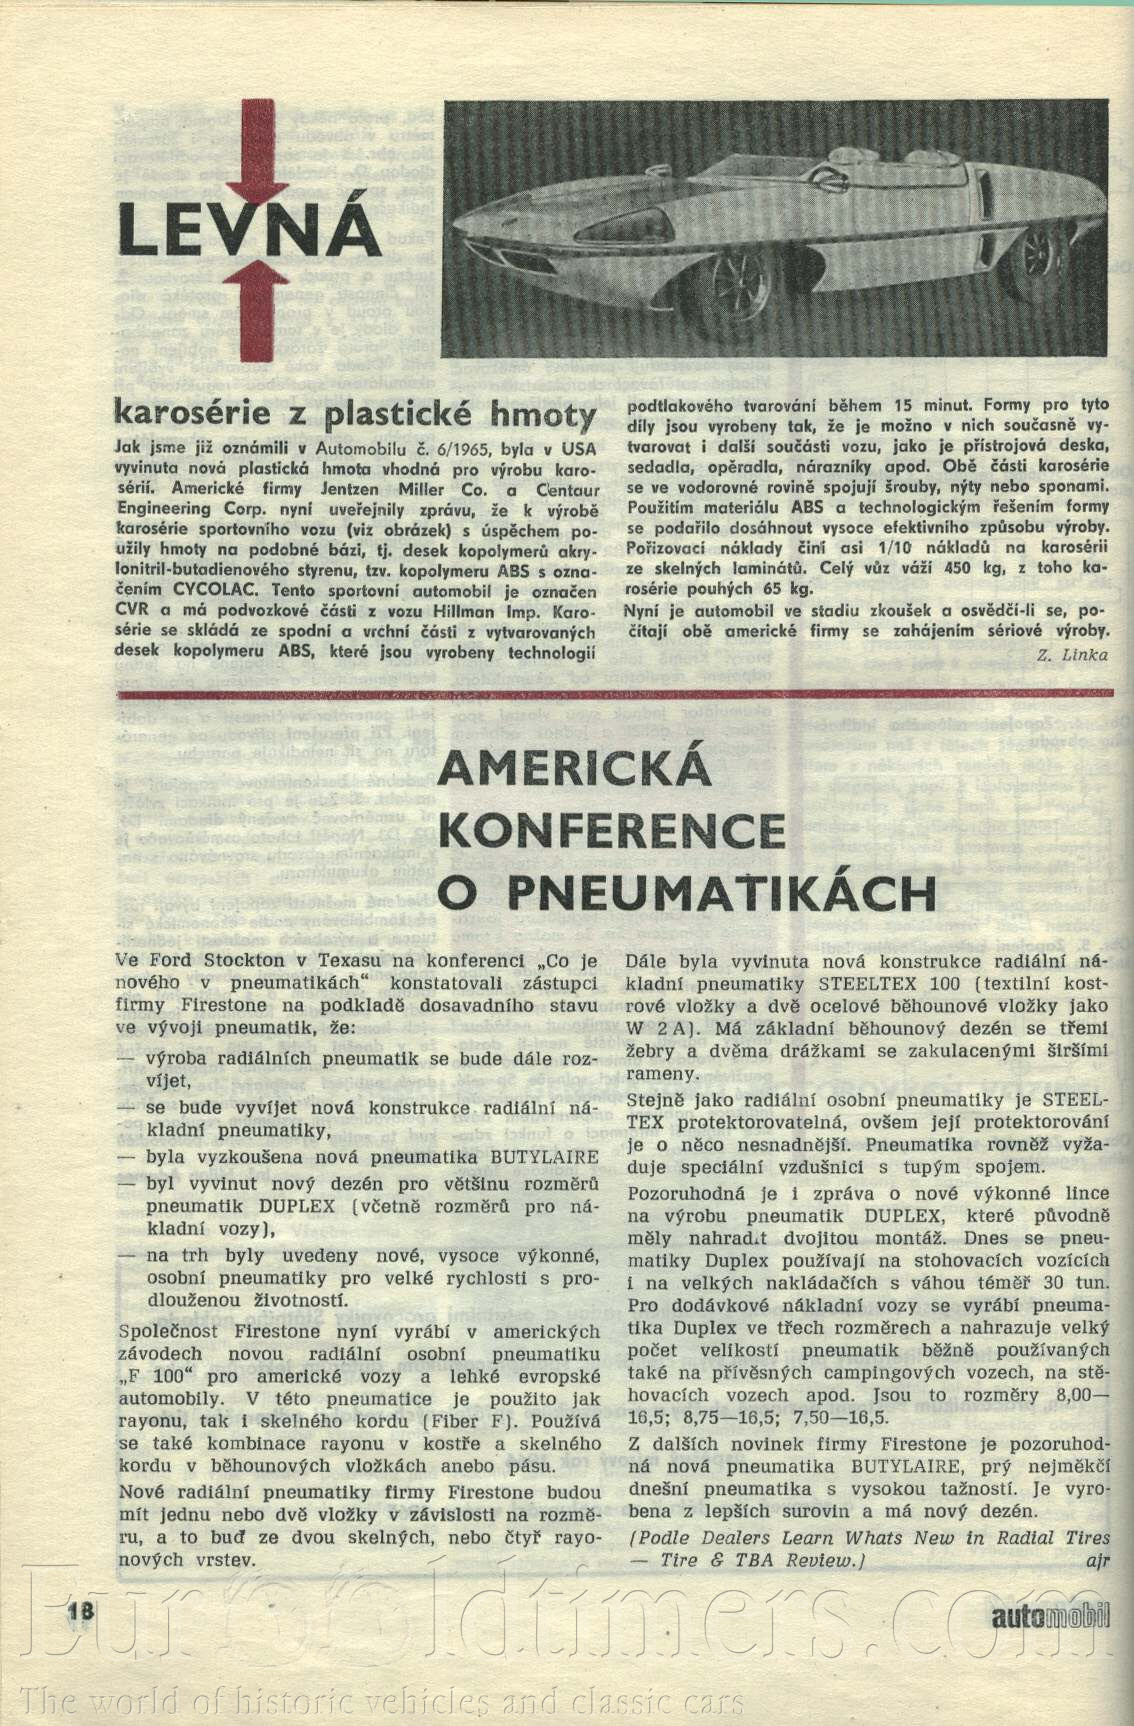 LEVNÁ
karosérie z plastické hmoty
Jak jsme již oznámili v Automobilu č. 6/1965, byla v USA
vyvinuta nová plastická hmota vhodná pro výrobu karo-
sérií. Americké firmy Jentzen Miller Co. a Centaur
Engineering Corp. nyní uveřejnily zprávu, že k výrobě
karosérie sportovního vozu (viz obrázek) s úspěchem po-
užily hmoty na podobné bázi, tj. desek kopolymerů akry-
lonitril-butadienového styrenu, tzv. kopolymeru ABS s ozna-
čením CYCOLAC. Tento sportovní automobil je označen
CVR a má podvozkové části z vozu Hillman Imp. Karo-
série se skládá ze spodní a vrchní části z vytvarovaných
desek kopolymeru ABS, které jsou vyrobeny technologií
podtlakového tvarování během 15 minut. Formy pro tyto
díly jsou vyrobeny tak, že je možno v nich současně vy-
tvarovat i další součásti vozu, jako je přístrojová deska,
sedadla, opěradla, nárazníky apod. Obě části karosérie
se ve vodorovné rovině spojují šrouby, nýty nebo sponami.
Použitím materiálu ABS a technologickým řešením formy
se podařilo dosáhnout vysoce efektivního způsobu výroby.
Pořizovací náklady činí asi 1/10 nákladů na karosérii
ze skelných laminátů. Celý vůz váží 450 kg, z toho ka-
rosérie pouhých 65 kg.
Nyní je automobil ve stadiu zkoušek a osvědčí-li se, po-
čítají obě americké firmy se zahájením sériové výroby.
Z. Linka
AMERICKÁ
KONFERENCE
O PNEUMATIKÁCH
Ve Ford Stockton v Texasu na konferenci „Co je
nového v pneumatikách“ konstatovali zástupci
firmy Firestone na podkladě dosavadního stavu
ve vývoji pneumatik, že:
— výroba radiálních pneumatik se bude dále roz-
víjet,
— se bude vyvíjet nová konstrukce radiální ná-
kladní pneumatiky,
— byla vyzkoušena nová pneumatika BUTYLAIRE
— byl vyvinut nový dezén pro většinu rozměrů
pneumatik DUPLEX (včetně rozměrů pro ná-
kladní vozy),
— na trh byly uvedeny nové, vysoce výkonné,
osobní pneumatiky pro velké rychlosti s pro-
dlouženou životností.
Společnost Firestone nyní vyrábí v amerických
závodech novou radiální osobní pneumatiku
„F 100“ pro americké vozy a lehké evropské
automobily. V této pneumatice je použito jak
rayonu, tak i skelného kordu (Fiber F). Používá
se také kombinace rayonu v kostře a skelného
kordu v běhounových vložkách anebo pásu.
Nové radiální pneumatiky firmy Firestone budou
mít jednu nebo dvě vložky v závislosti na rozmě-
ru, a to buď ze dvou skelných, nebo čtyř rayo-
nových vrstev.
Dále byla vyvinuta nová konstrukce radiální ná-
kladní pneumatiky STEELTEX 100 (textilní kost-
rové vložky a dvě ocelové běhounové vložky jako
W 2 A). Má základní běhounový dezén se třemi
žebry a dvěma drážkami se zakulacenými širšími
rameny.
Stejně jako radiální osobní pneumatiky je STEEL-
TEX protektorovatelná, ovšem její protektorování
je o něco nesnadnější. Pneumatika rovněž vyža-
duje speciální vzdušnici s tupým spojem.
Pozoruhodná je i zpráva o nové výkonné lince
na výrobu pneumatik DUPLEX, které původně
měly nahradit dvojitou montáž. Dnes se pneu-
matiky Duplex používají na stohovacích vozících
i na velkých nakládačích s váhou téměř 30 tun.
Pro dodávkové nákladní vozy se vyrábí pneuma-
tika Duplex ve třech rozměrech a nahrazuje velký
počet velikostí pneumatik běžně používaných
také na přívěsných campingových vozech, na stě-
hovacích vozech apod. Jsou to rozměry 8,00—
16,5; 8,75—16,5; 7,50—16,5.
Z dalších novinek firmy Firestone je pozoruhod-
ná nová pneumatika BUTYLAIRE, prý nejměkčí
dnešní pneumatika s vysokou tažností. Je vyro-
bena z lepších surovin a má nový dezén.
(Podle Dealers Learn Whats New in Radial Tires
— Tire & TBA Review.) ajr
18
automobil
Eurooldtimers.com
The world of historic vehicles and classic cars